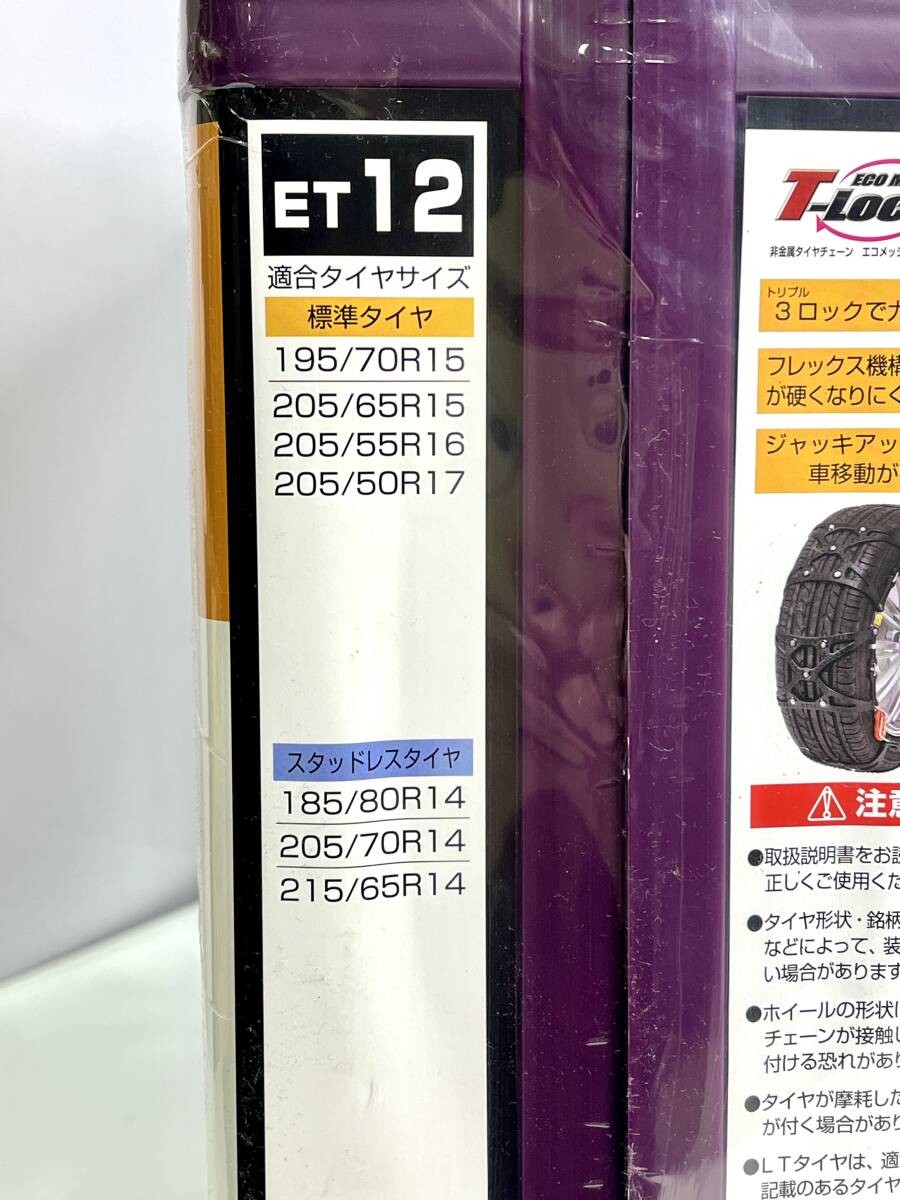 ET 12
適合タイヤサイズ
標準タイヤ
195/70R15
205/65R15
205/55R16
205/50R17
スタッドレスタイヤ
185/80R14
205/70R14
215/65R14
ECO
T-LOC
非金属タイヤチェーン エコメッシ
トリプル
3ロックで
フレックス機構
が硬くなりにく
ジャッキアッ
車移動が
注意
●取扱説明書をお読
正しくご使用くだ
●タイヤ形状・銘柄
などによって、装
い場合があります
●ホイールの形状に
チェーンが接触し
付ける恐れがあり
●タイヤが摩耗した
が付く場合があり
●LTタイヤは、適
記載のあるタイヤ